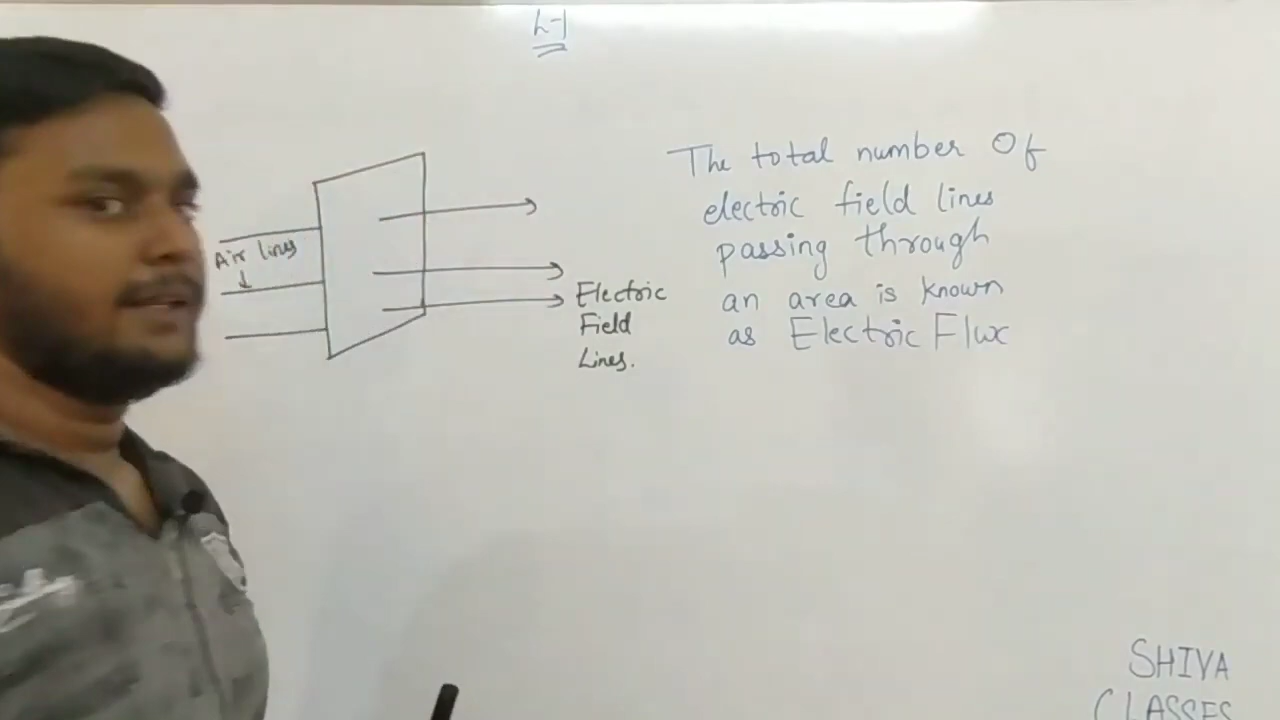 L-1
Air lines
Electric
Field
Lines.
The total number Of
electric field lines
passing through
an area is known
as Electric Flux
SHIVA
CLASSES